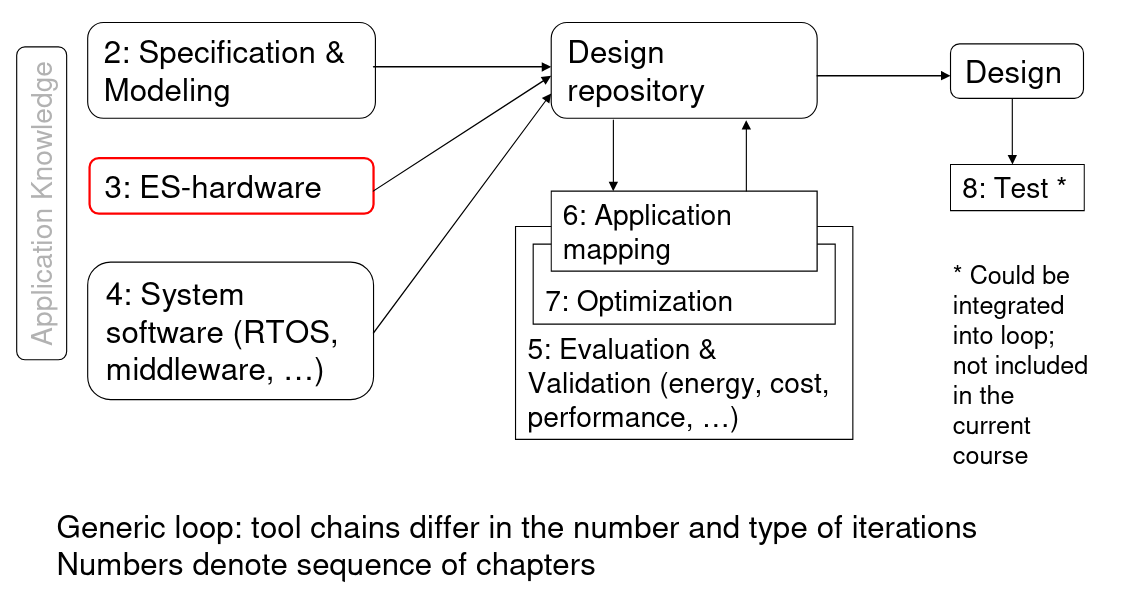 Application Knowledge
2: Specification &
Modeling
3: ES-hardware
4: System
software (RTOS,
middleware, …)
Design
repository
6: Application
mapping
7: Optimization
5: Evaluation &
Validation (energy, cost,
performance, …)
Design
8: Test *
* Could be
integrated
into loop;
not included
in the
current
course
Generic loop: tool chains differ in the number and type of iterations
Numbers denote sequence of chapters